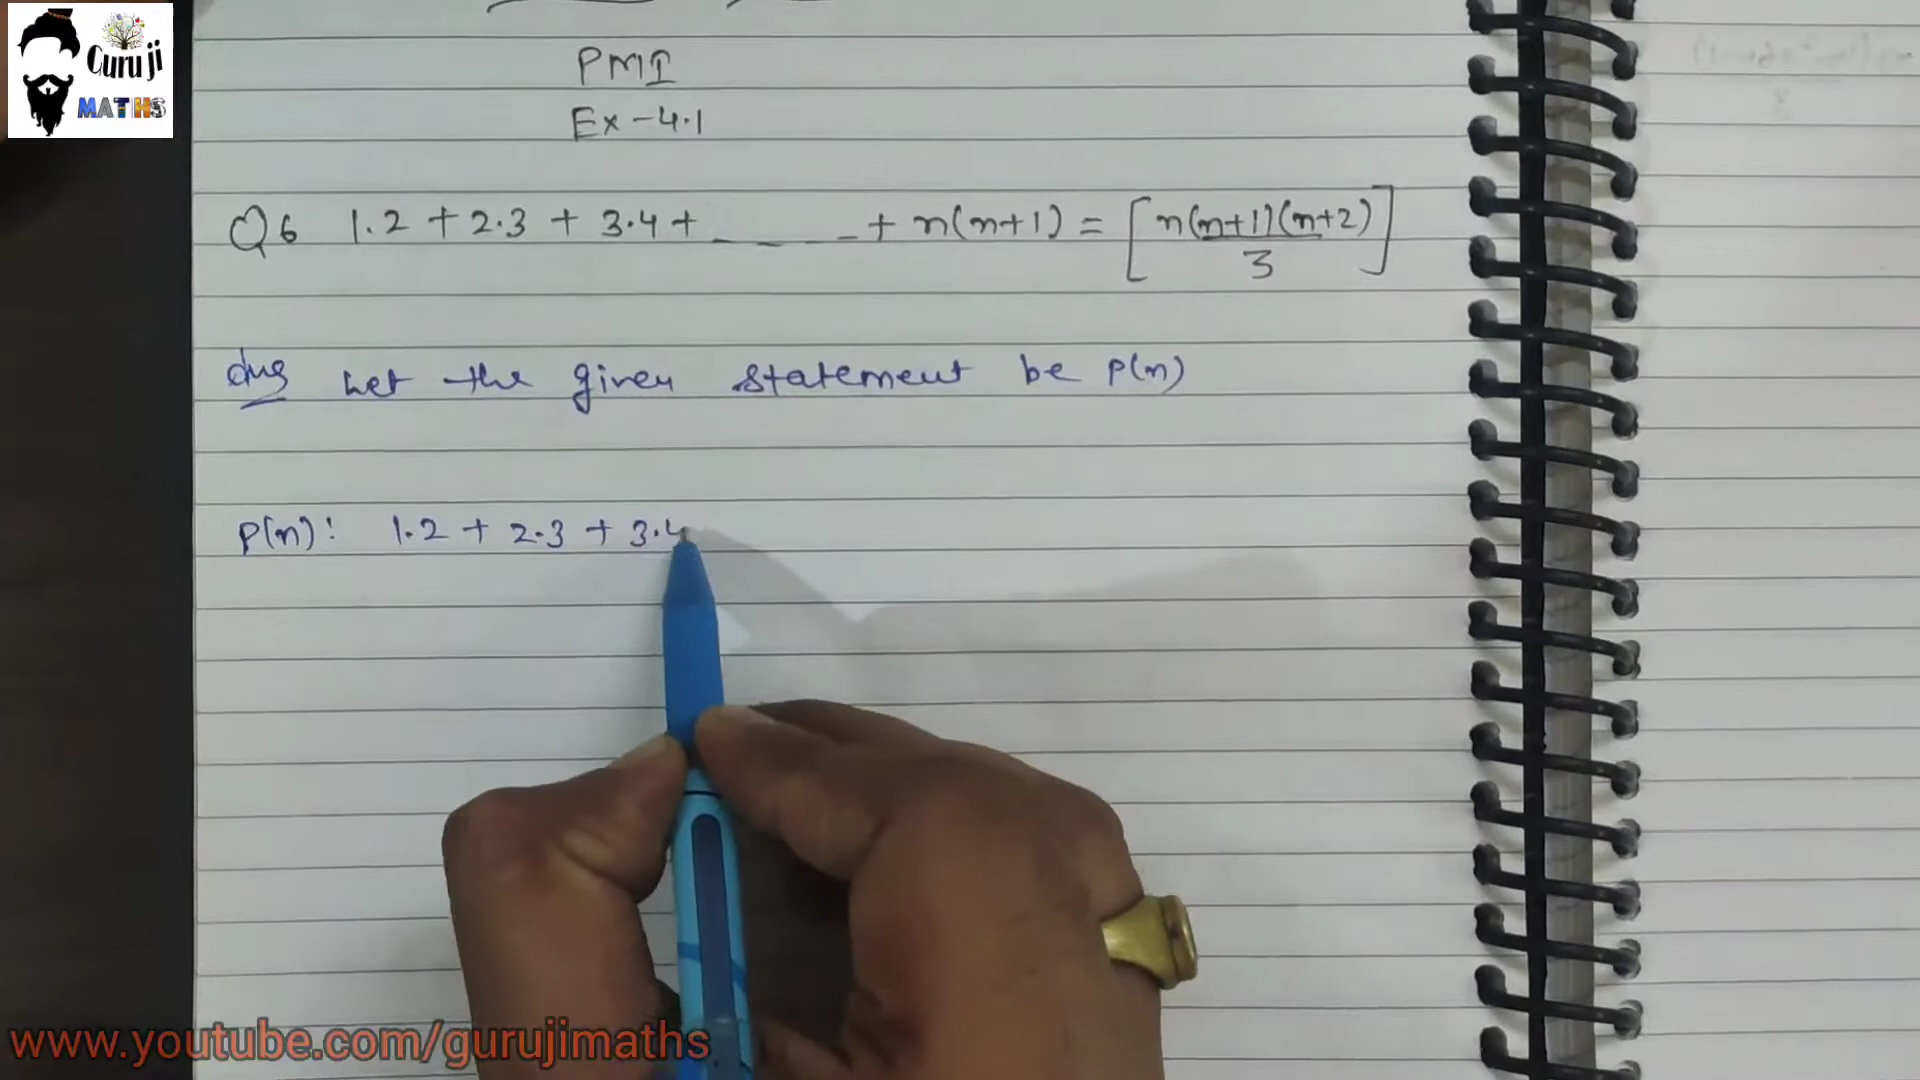 Guru ji
MATHS
PMI
Ex-4.1
Q6 1.2 + 2.3 + 3.4 + _ _ _ _ + n(n+1) = [n(n+1)(n+2)/3]
Ans Let the given statement be P(n)
P(n): 1.2 + 2.3 + 3.4
www.youtube.com/gurujimaths